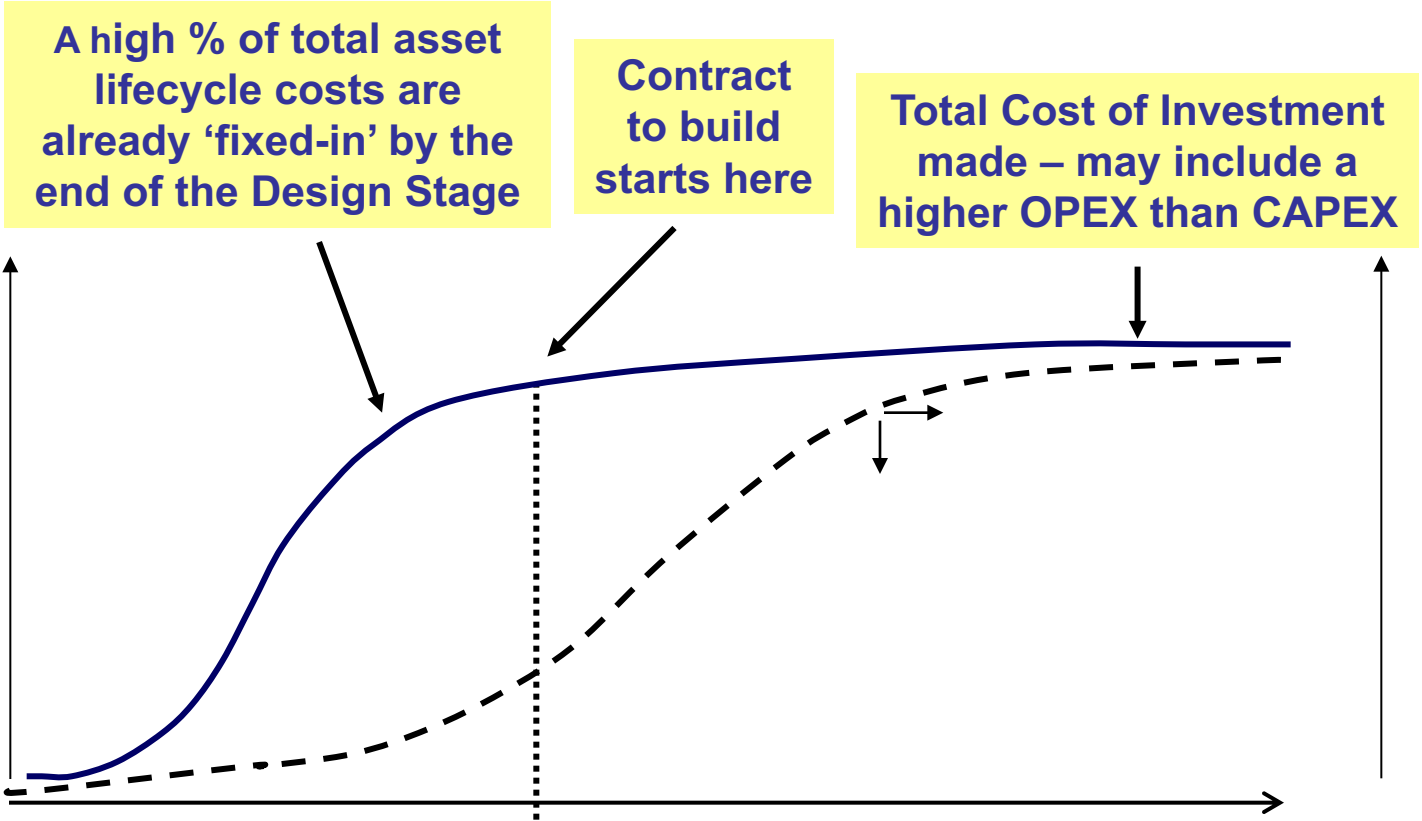 A high % of total asset
lifecycle costs are
already ‘fixed-in’ by the
end of the Design Stage
Contract
to build
starts here
Total Cost of Investment
made – may include a
higher OPEX than CAPEX